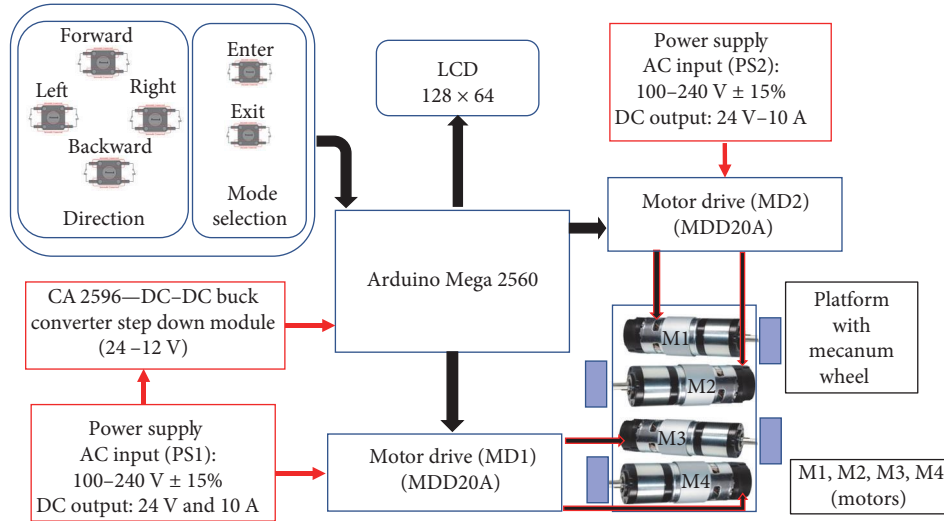 Forward
Left
Right
Backward
Direction
Enter
Exit
Mode
selection
LCD
128 × 64
Power supply
AC input (PS2):
100–240 V ± 15%
DC output: 24 V–10 A
Motor drive (MD2)
(MDD20A)
Arduino Mega 2560
CA 2596—DC–DC buck
converter step down module
(24 –12 V)
Power supply
AC input (PS1):
100–240 V ± 15%
DC output: 24 V and 10 A
Motor drive (MD1)
(MDD20A)
M1
M2
M3
M4
Platform
with
mecanum
wheel
M1, M2, M3, M4
(motors)